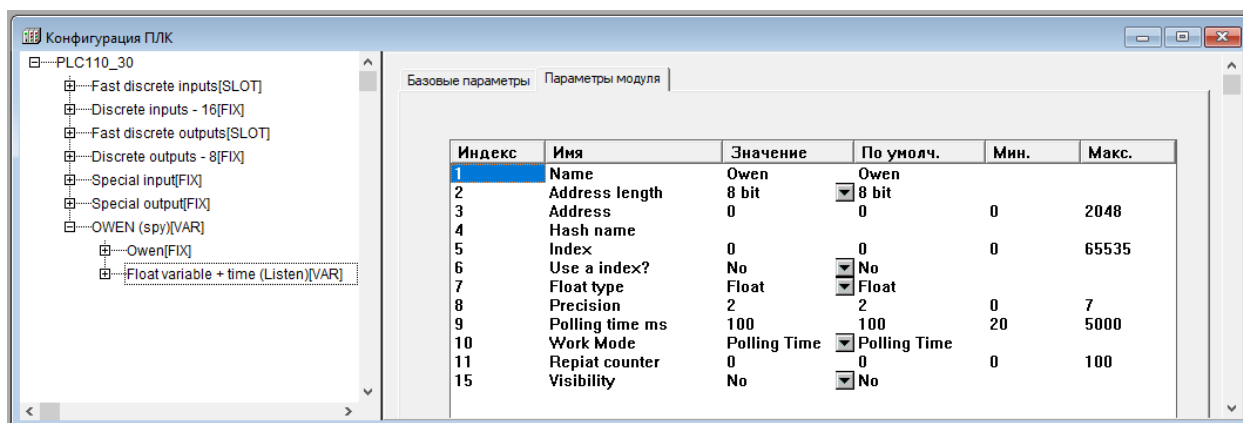 Конфигурация ПЛК
PLC110_30
Fast discrete inputs[SLOT]
Discrete inputs - 16[FIX]
Fast discrete outputs[SLOT]
Discrete outputs - 8[FIX]
Special input[FIX]
Special output[FIX]
OWEN (spy)[VAR]
Owen[FIX]
Float variable + time (Listen)[VAR]
Базовые параметры Параметры модуля
Индекс Имя Значение По умолч. Мин. Макс.
1 Name Owen Owen
2 Address length 8 bit 8 bit
3 Address 0 0 0 2048
4 Hash name
5 Index 0 0 0 65535
6 Use a index? No No
7 Float type Float Float
8 Precision 2 2 0 7
9 Polling time ms 100 100 20 5000
10 Work Mode Polling Time Polling Time
11 Repiat counter 0 0 0 100
15 Visibility No No